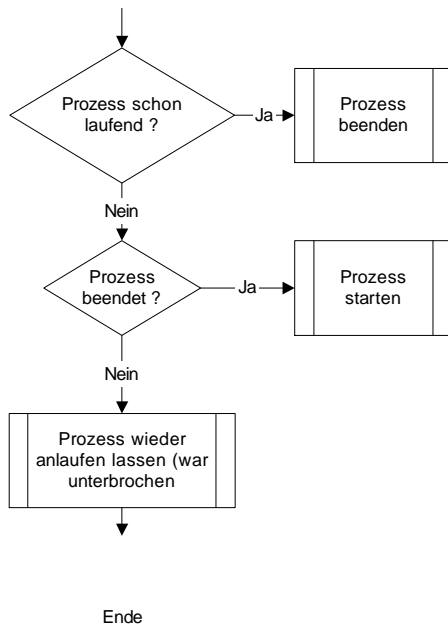 Prozess schon
laufend ?
Ja
Prozess
beenden
Nein
Prozess
beendet ?
Ja
Prozess
starten
Nein
Prozess wieder
anlaufen lassen (war
unterbrochen
Ende